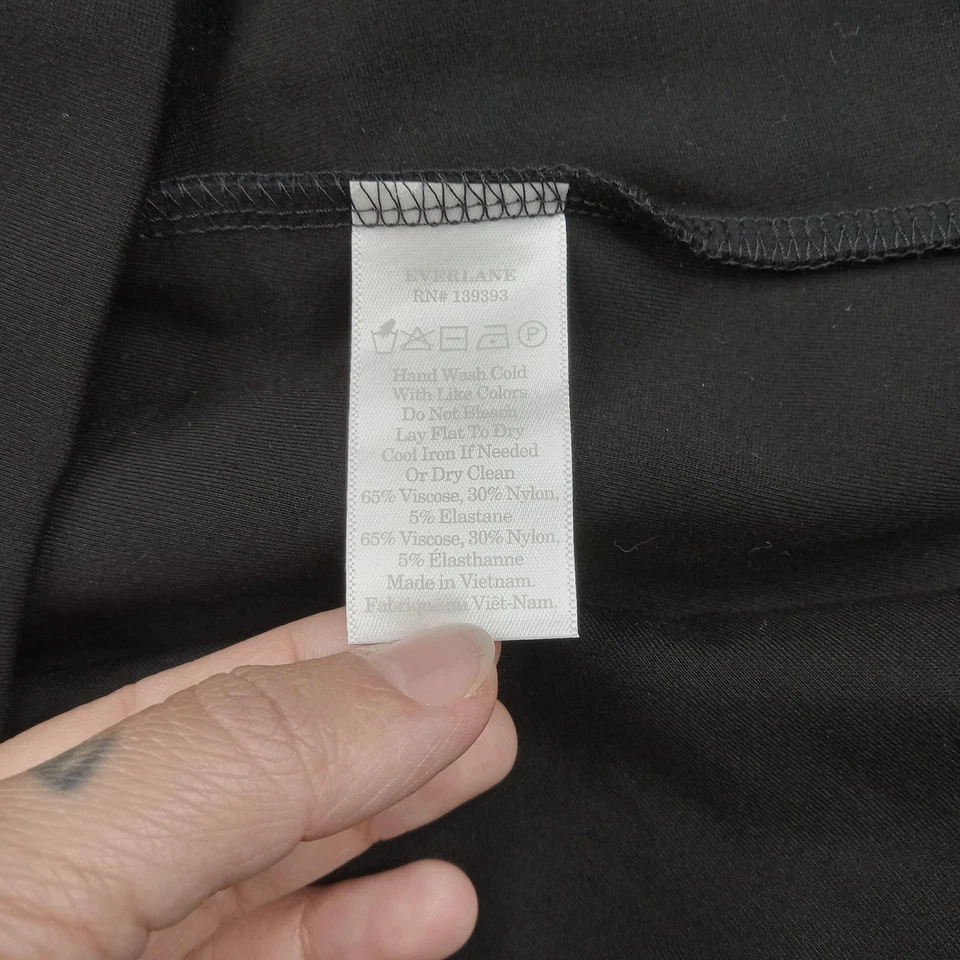 EVERLANE
RN# 139393
P
Hand Wash Cold
With Like Colors
Do Not Bleach
Lay Flat To Dry
Cool Iron If Needed
Or Dry Clean
65% Viscose, 30% Nylon,
5% Elastane
65% Viscose, 30% Nylon,
5% Élasthanne
Made in Vietnam.
Fabriqué au Viêt-Nam.